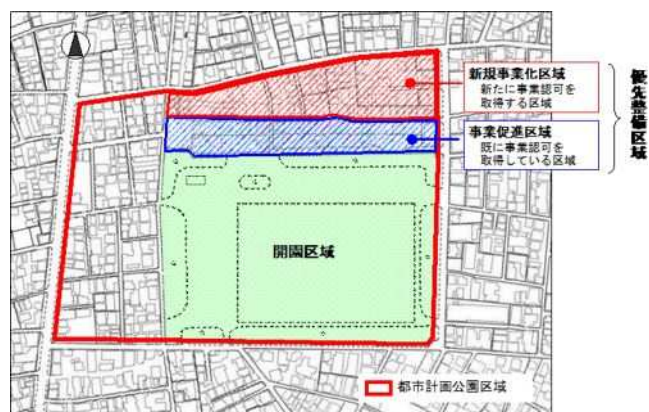 新規事業化区域
新たに事業認可を
取得する区域
事業促進区域
既に事業認可を
取得している区域
優先整備区域
開園区域
都市計画公園区域